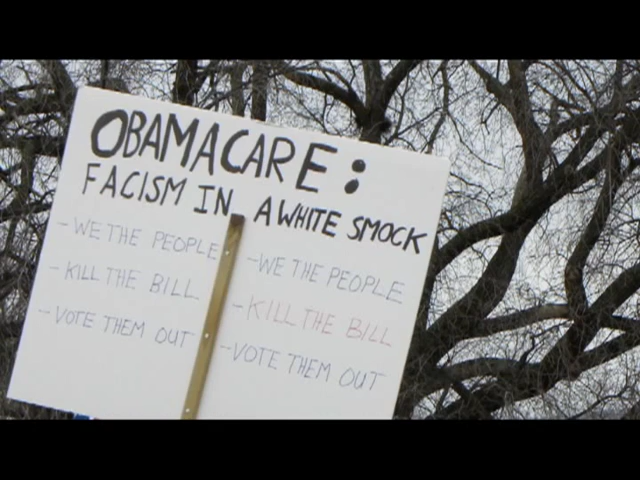 OBAMACARE:
FACISM IN A WHITE SMOCK
- WE THE PEOPLE
- KILL THE BILL
- VOTE THEM OUT
- WE THE PEOPLE
- KILL THE BILL
- VOTE THEM OUT